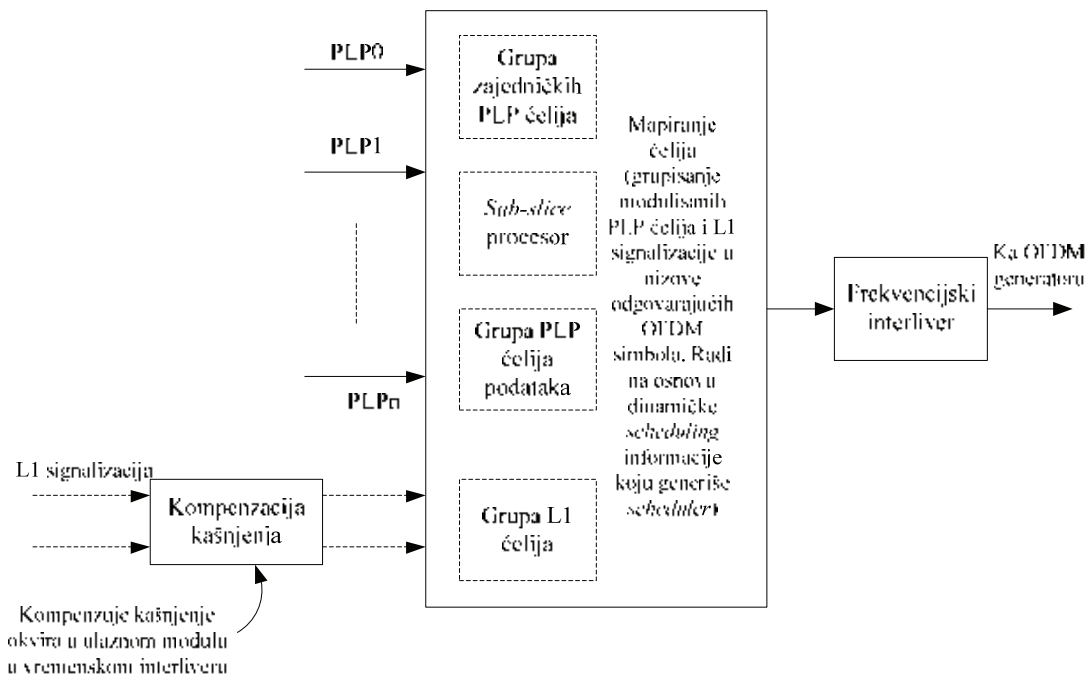 PLP0
PLP1
PLPn
L1 signalizacija
Kompenzacija
kašnjenja
Kompenzuje kašnjenje
okvira u ulaznom modulu
u vremenskom interliveru
Grupa
zajedničkih
PLP ćelija
Sub-slice
procesor
Grupa PLP
ćelija
podataka
Grupa L1
ćelija
Mapiranje
ćelija
(grupisanje
modulisanih
PLP ćelija i L1
signalizacije u
nizove
odgovarajućih
OFDM
simbola. Radi
na osnovu
dinamičke
scheduling
informacije
koju generiše
scheduler)
Frekvencijski
interliver
Ka OFDM
generatoru